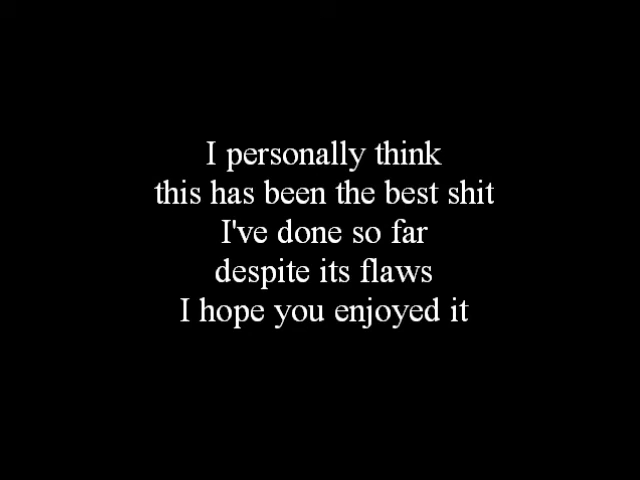 I personally think
this has been the best shit
I've done so far
despite its flaws
I hope you enjoyed it